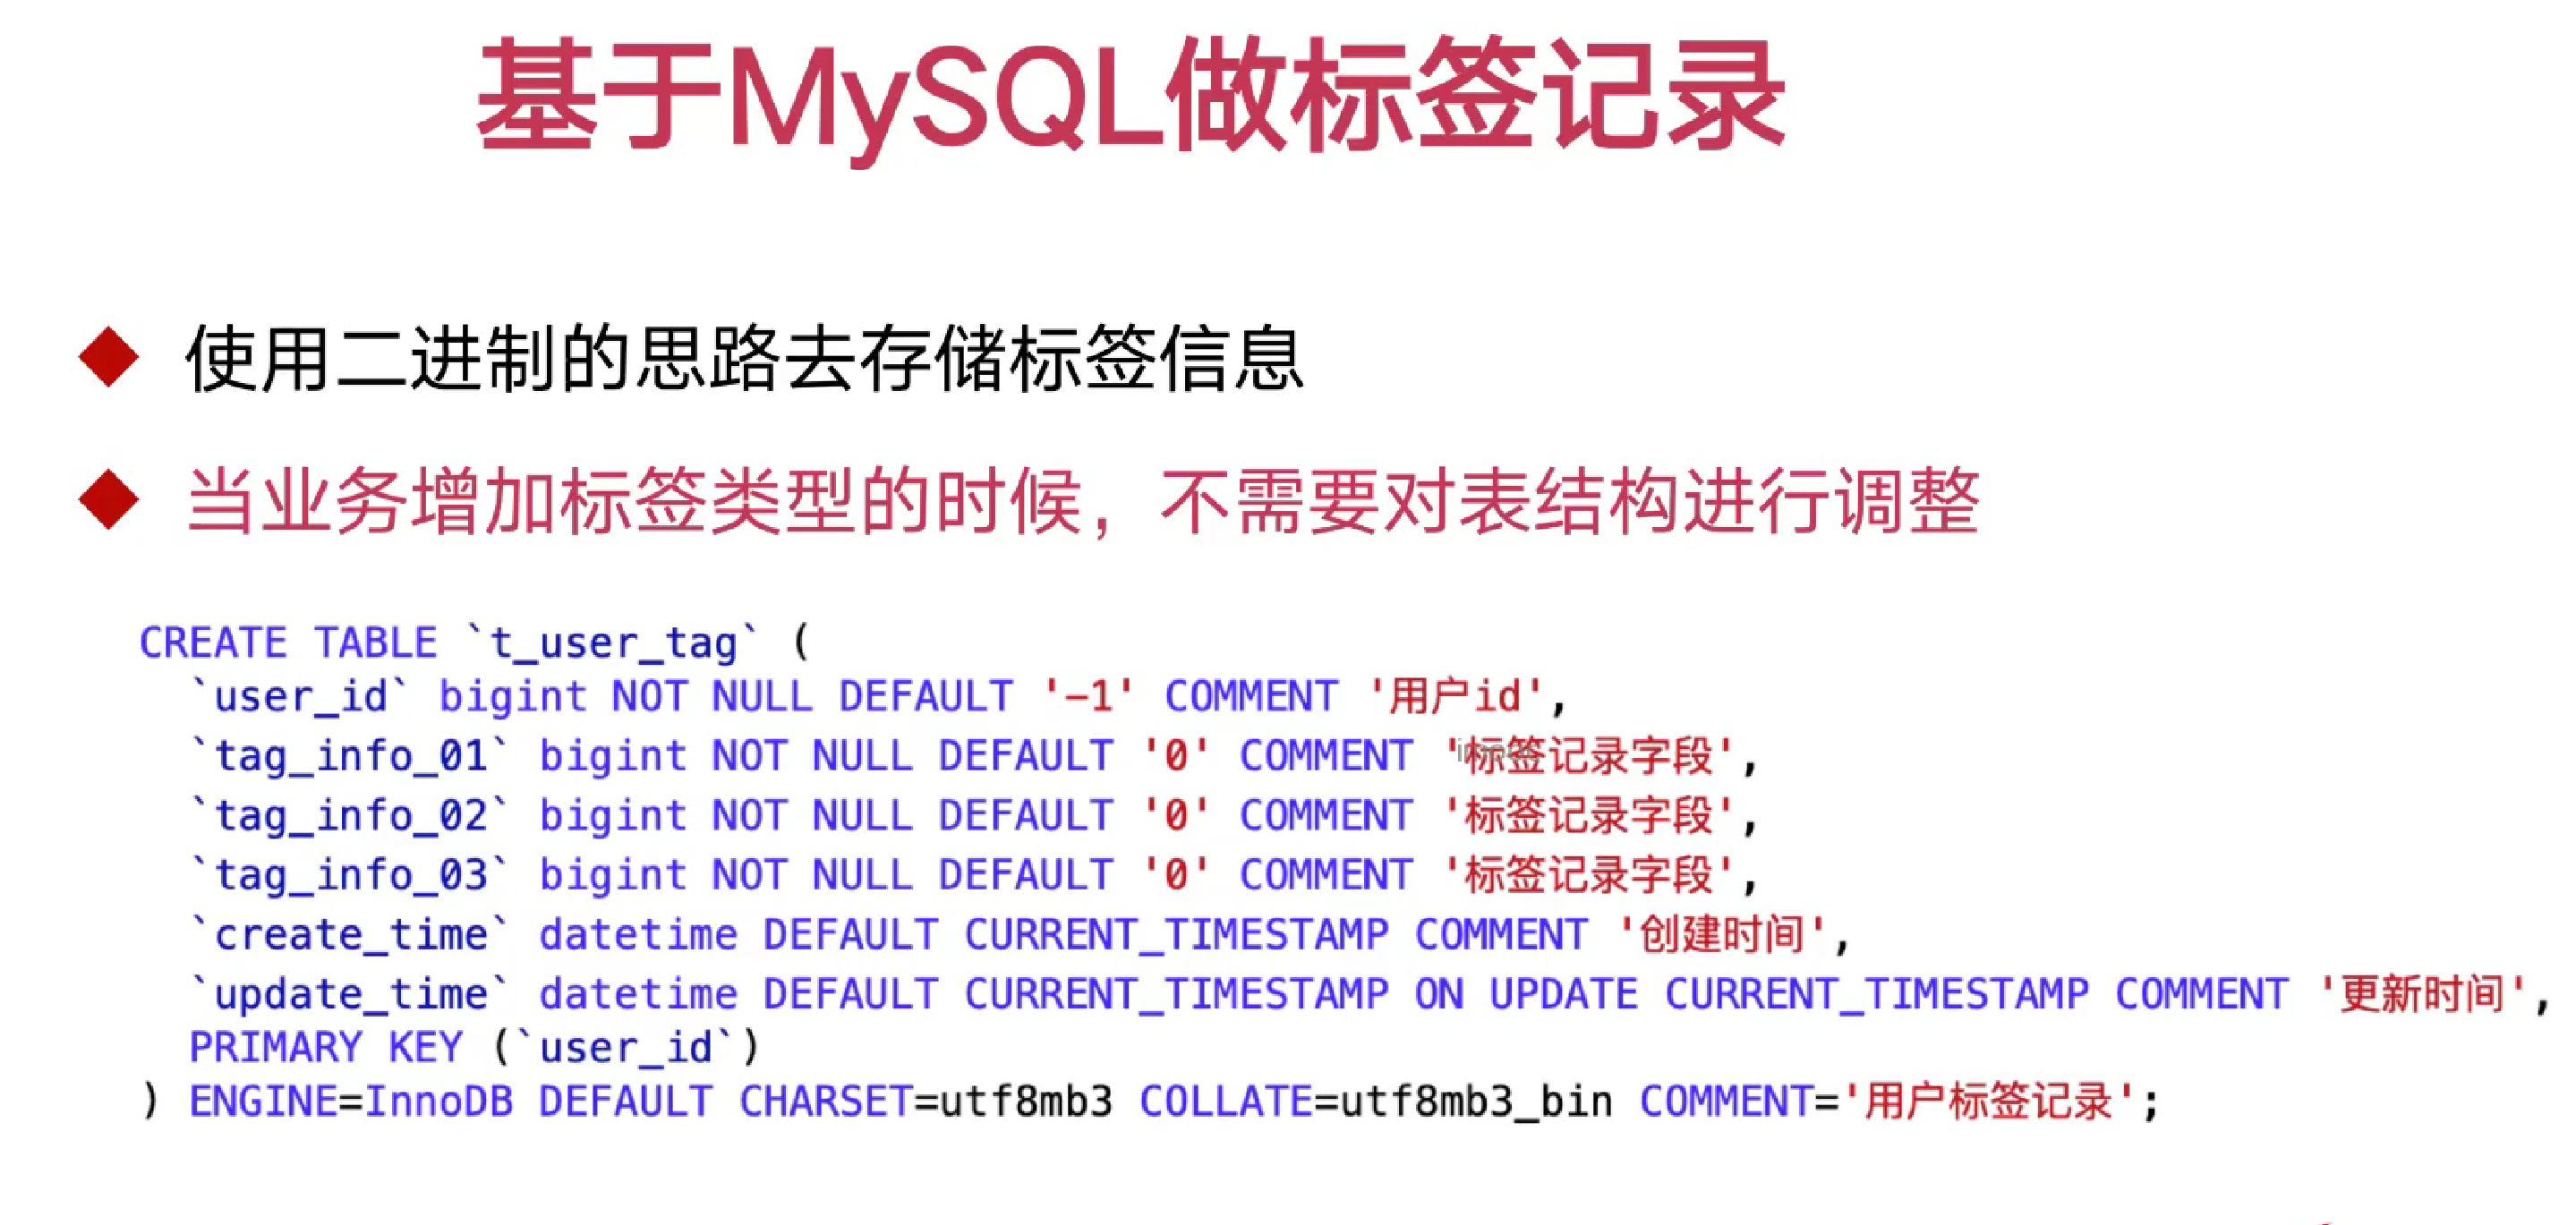 基于MySQL做标签记录
使用二进制的思路去存储标签信息
当业务增加标签类型的时候，不需要对表结构进行调整
CREATE TABLE `t_user_tag` (
`user_id` bigint NOT NULL DEFAULT '-1' COMMENT '用户id',
`tag_info_01` bigint NOT NULL DEFAULT '0' COMMENT '标签记录字段',
`tag_info_02` bigint NOT NULL DEFAULT '0' COMMENT '标签记录字段',
`tag_info_03` bigint NOT NULL DEFAULT '0' COMMENT '标签记录字段',
`create_time` datetime DEFAULT CURRENT_TIMESTAMP COMMENT '创建时间',
`update_time` datetime DEFAULT CURRENT_TIMESTAMP ON UPDATE CURRENT_TIMESTAMP COMMENT '更新时间',
PRIMARY KEY (`user_id`)
) ENGINE=InnoDB DEFAULT CHARSET=utf8mb3 COLLATE=utf8mb3_bin COMMENT='用户标签记录';